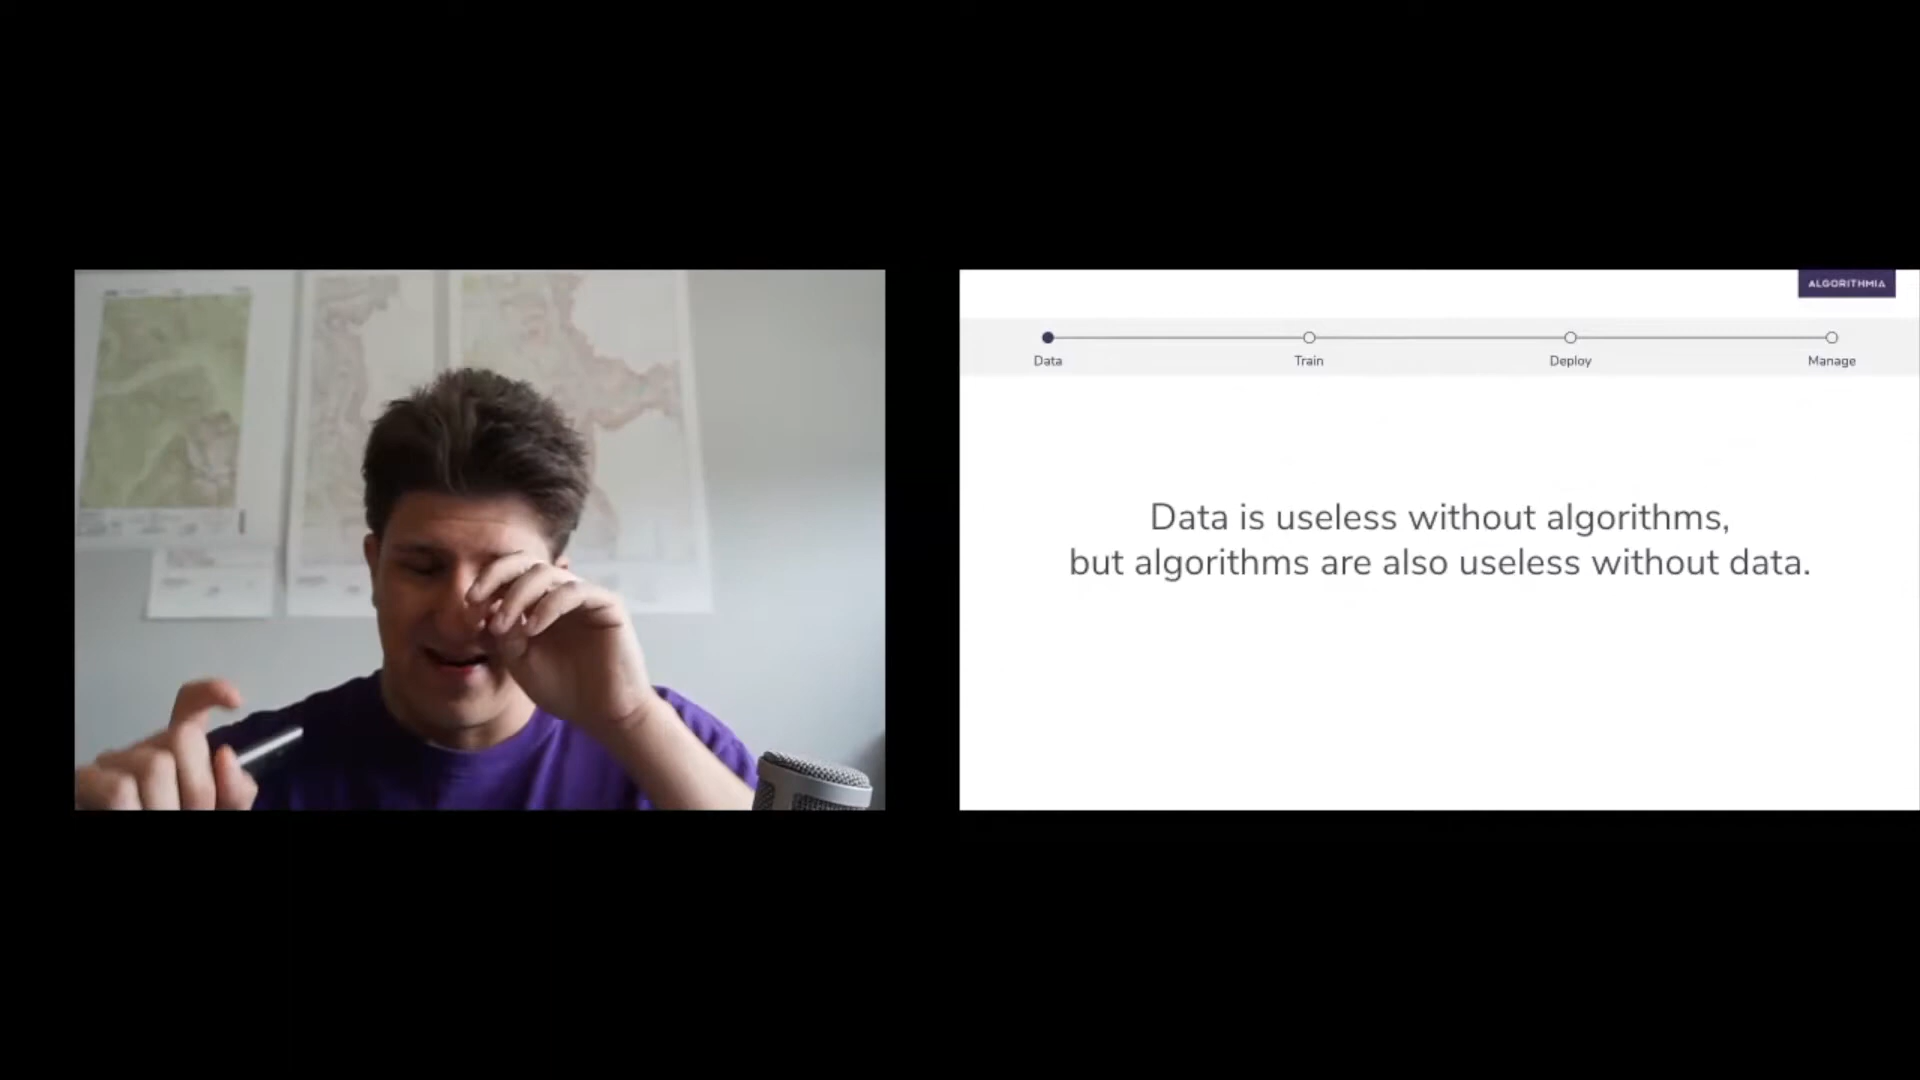 ALGORITHMIA
Data
Train
Deploy
Manage
Data is useless without algorithms,
but algorithms are also useless without data.